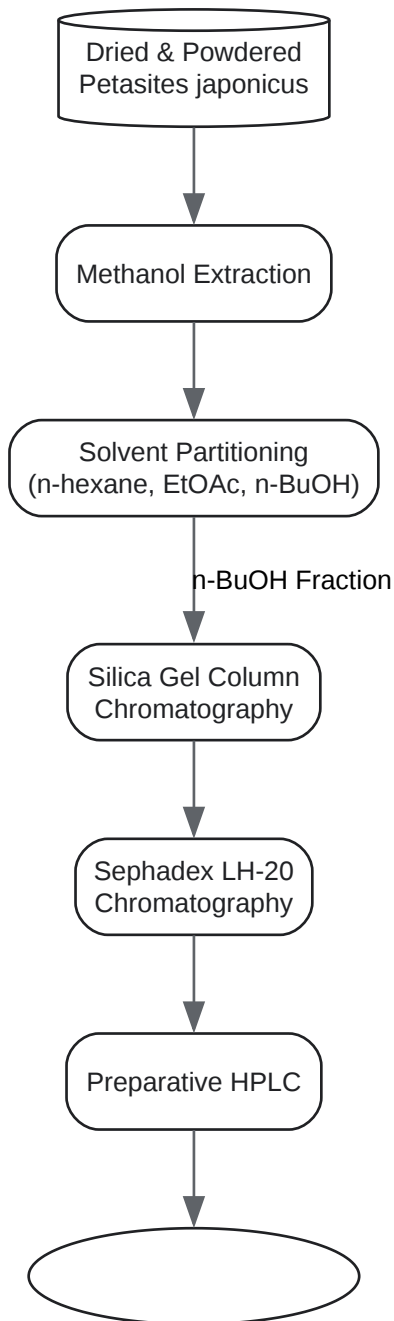 Dried & Powdered
Petasites japonicus
Methanol Extraction
Solvent Partitioning
(n-hexane, EtOAc, n-BuOH)
n-BuOH Fraction
Silica Gel Column
Chromatography
Sephadex LH-20
Chromatography
Preparative HPLC